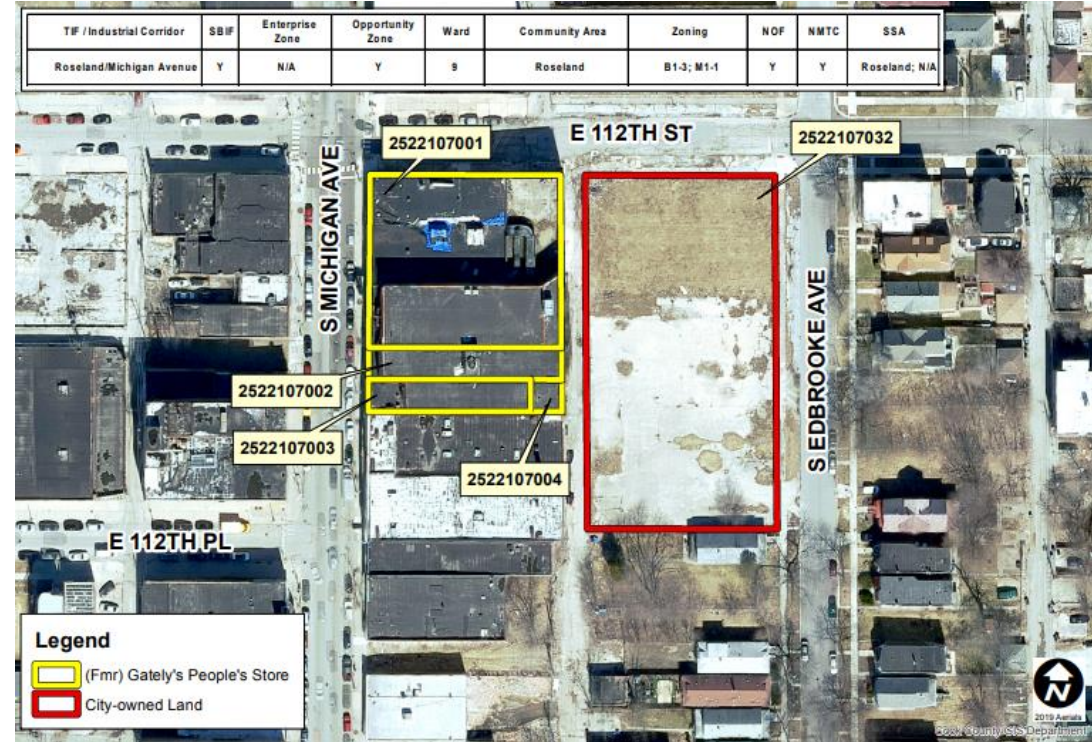 TIF / Industrial Corridor SBIF Enterprise Zone Opportunity Zone Ward Community Area Zoning NOF NMTC SSA
Roseland/Michigan Avenue Y N/A Y 9 Roseland B1-3; M1-1 Y Y Roseland; N/A
E 112TH ST
2522107001
2522107032
S MICHIGAN AVE
S EDBROOKE AVE
2522107002
2522107003
2522107004
E 112TH PL
Legend
(Fmr) Gately's People's Store
City-owned Land
N
2019 Aerials
Cook County GIS Department